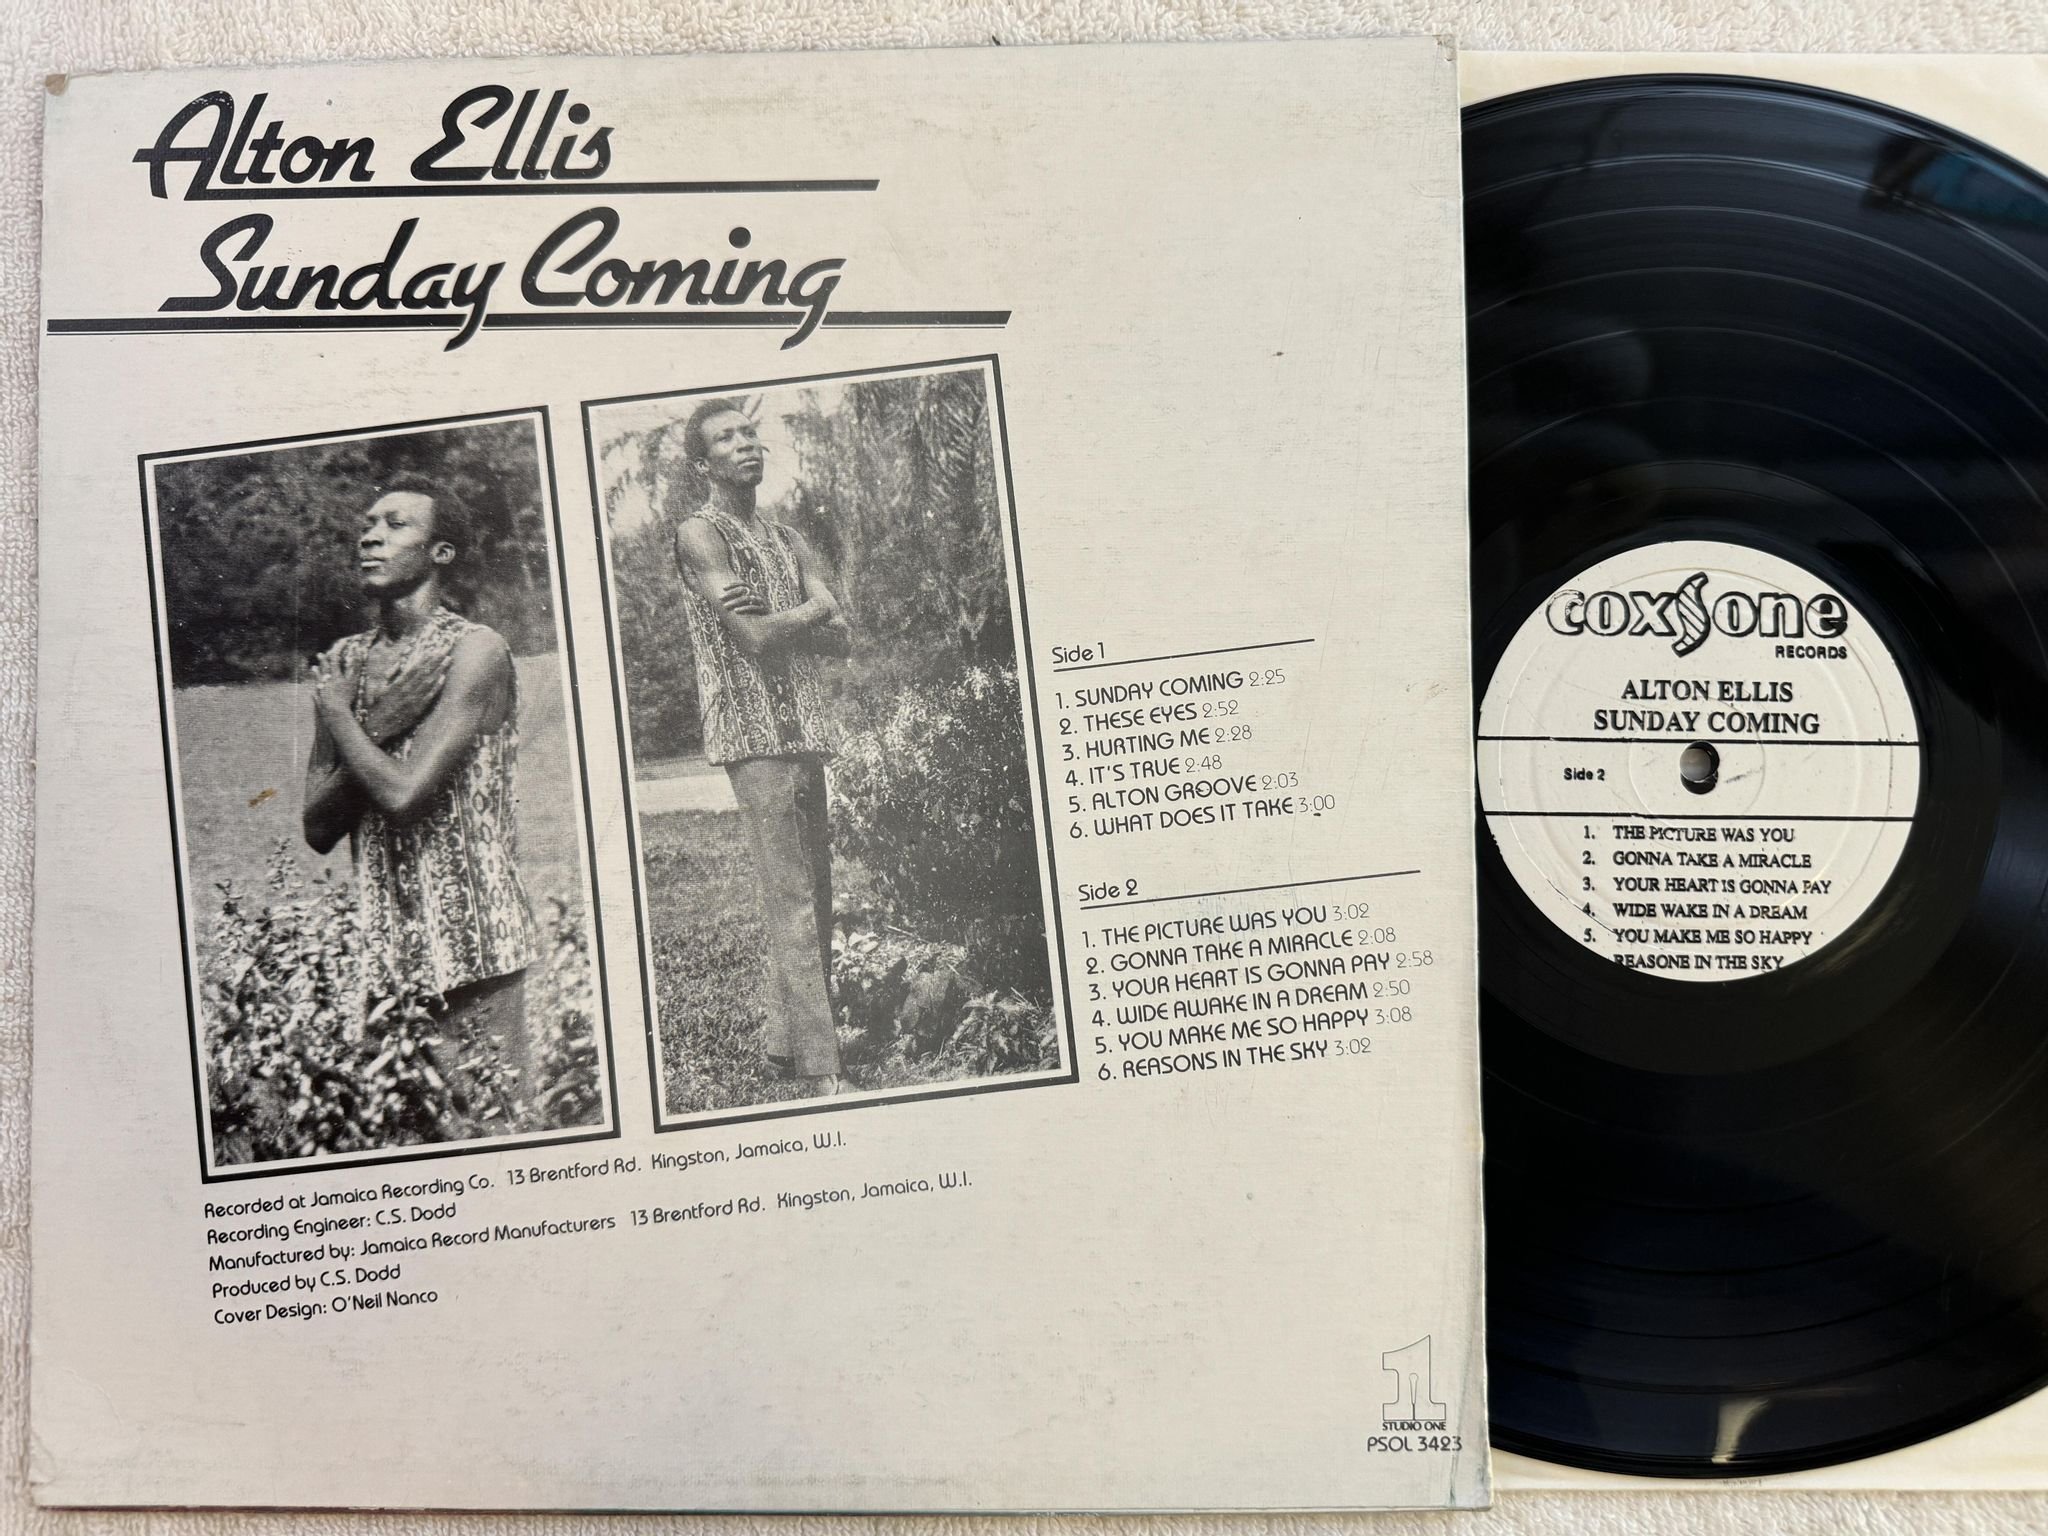 Alton Ellis
Sunday Coming
Side 1
1. SUNDAY COMING 2:25
2. THESE EYES 2:52
3. HURTING ME 2:28
4. IT'S TRUE 2:48
5. ALTON GROOVE 2:03
6. WHAT DOES IT TAKE 3:00
Side 2
1. THE PICTURE WAS YOU 3:02
2. GONNA TAKE A MIRACLE 2:08
3. YOUR HEART IS GONNA PAY 2:58
4. WIDE AWAKE IN A DREAM 2:50
5. YOU MAKE ME SO HAPPY 3:08
6. REASONS IN THE SKY 3:02
Recorded at Jamaica Recording Co. 13 Brentford Rd. Kingston, Jamaica, W.I.
Recording Engineer: C.S. Dodd
Manufactured by: Jamaica Record Manufacturers 13 Brentford Rd. Kingston, Jamaica, W.I.
Produced by C.S. Dodd
Cover Design: O'Neil Nanco
1
STUDIO ONE
PSOL 3423
coxsone
RECORDS
ALTON ELLIS
SUNDAY COMING
Side 2
1. THE PICTURE WAS YOU
2. GONNA TAKE A MIRACLE
3. YOUR HEART IS GONNA PAY
4. WIDE WAKE IN A DREAM
5. YOU MAKE ME SO HAPPY
REASONE IN THE SKY